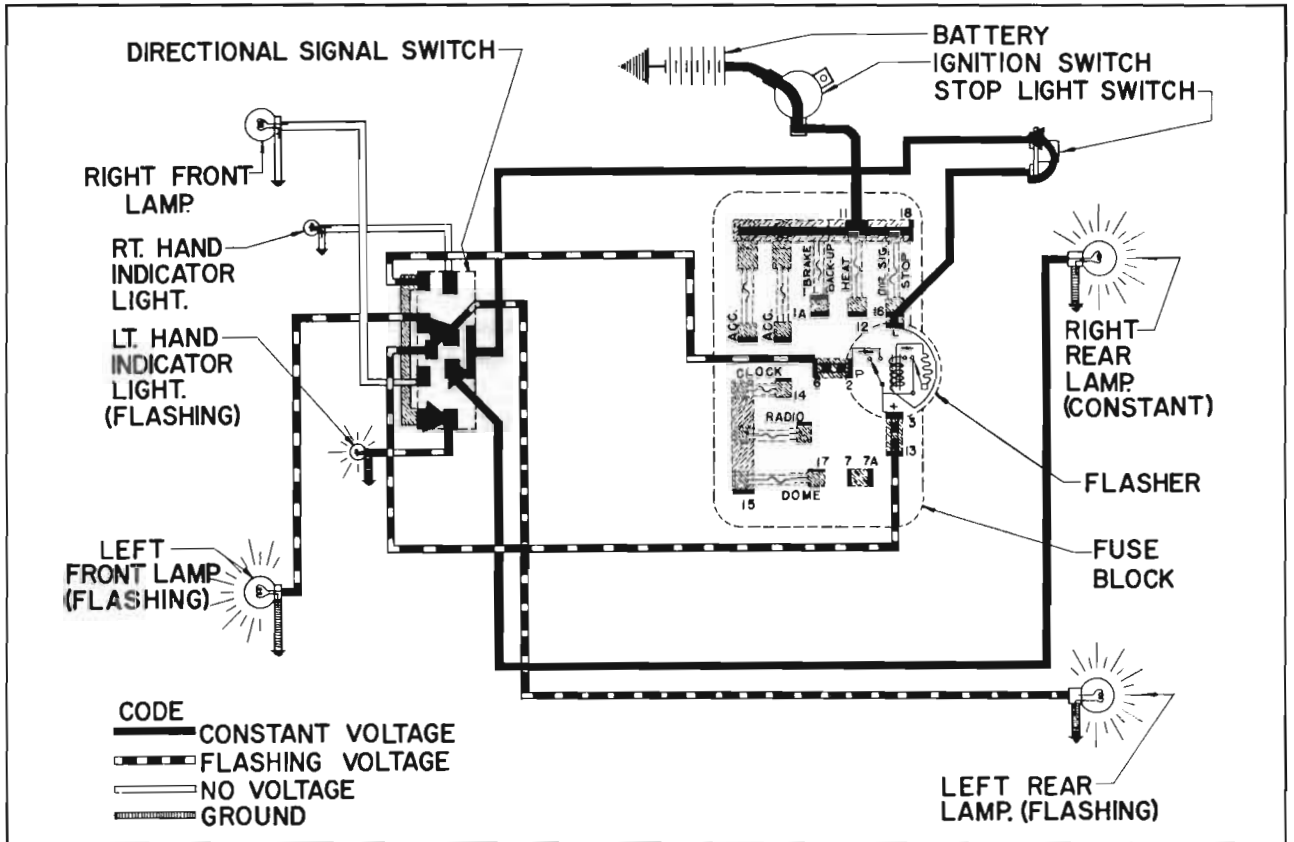 DIRECTIONAL SIGNAL SWITCH
BATTERY
IGNITION SWITCH
STOP LIGHT SWITCH
RIGHT FRONT
LAMP.
RT. HAND
INDICATOR
LIGHT.
LT. HAND
INDICATOR
LIGHT.
(FLASHING)
LEFT
FRONT LAMP
(FLASHING)
11
18
BRAKE
BACK-UP
HEAT
DIR. SIG.
STOP
ACC.
ACC.
1A
12
16
L
CLOCK
P
2
14
RADIO
+
3
13
17
7
7A
15
DOME
RIGHT
REAR
LAMP.
(CONSTANT)
FLASHER
FUSE
BLOCK
LEFT REAR
LAMP. (FLASHING)
CODE
CONSTANT VOLTAGE
FLASHING VOLTAGE
NO VOLTAGE
GROUND